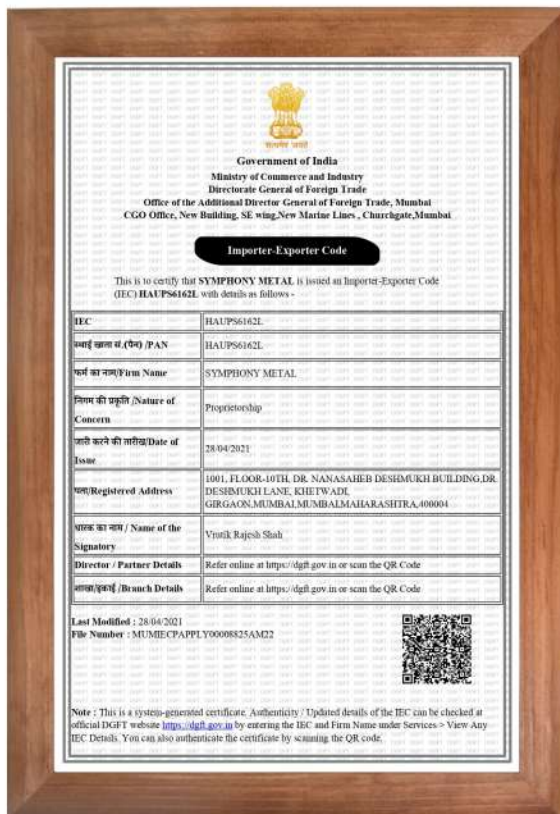 सत्यमेव जयते
Government of India
Ministry of Commerce and Industry
Directorate General of Foreign Trade
Office of the Additional Director General of Foreign Trade, Mumbai
CGO Office, New Building, SE wing,New Marine Lines , Churchgate,Mumbai
Importer-Exporter Code
This is to certify that SYMPHONY METAL is issued an Importer-Exporter Code
(IEC) HAUPS6162L with details as follows -
IEC HAUPS6162L
स्थाई खाता सं.(पैन) /PAN HAUPS6162L
फर्म का नाम/Firm Name SYMPHONY METAL
निगम की प्रकृति /Nature of
Concern
Proprietorship
जारी करने की तारीख/Date of
Issue
28/04/2021
पता/Registered Address
1001, FLOOR-10TH, DR. NANASAHEB DESHMUKH BUILDING,DR
DESHMUKH LANE, KHETWADI,
GIRGAON,MUMBAI,MUMBAI,MAHARASHTRA,400004
धारक का नाम / Name of the
Signatory
Vrutik Rajesh Shah
Director / Partner Details Refer online at https://dgft.gov.in or scan the QR Code
शाखा/इकाई /Branch Details Refer online at https://dgft.gov.in or scan the QR Code
Last Modified : 28/04/2021
File Number : MUMIECPAPPLY00008825AM22
Note : This is a system-generated certificate. Authenticity / Updated details of the IEC can be checked at
official DGFT website https://dgft.gov.in by entering the IEC and Firm Name under Services > View Any
IEC Details. You can also authenticate the certificate by scanning the QR code.